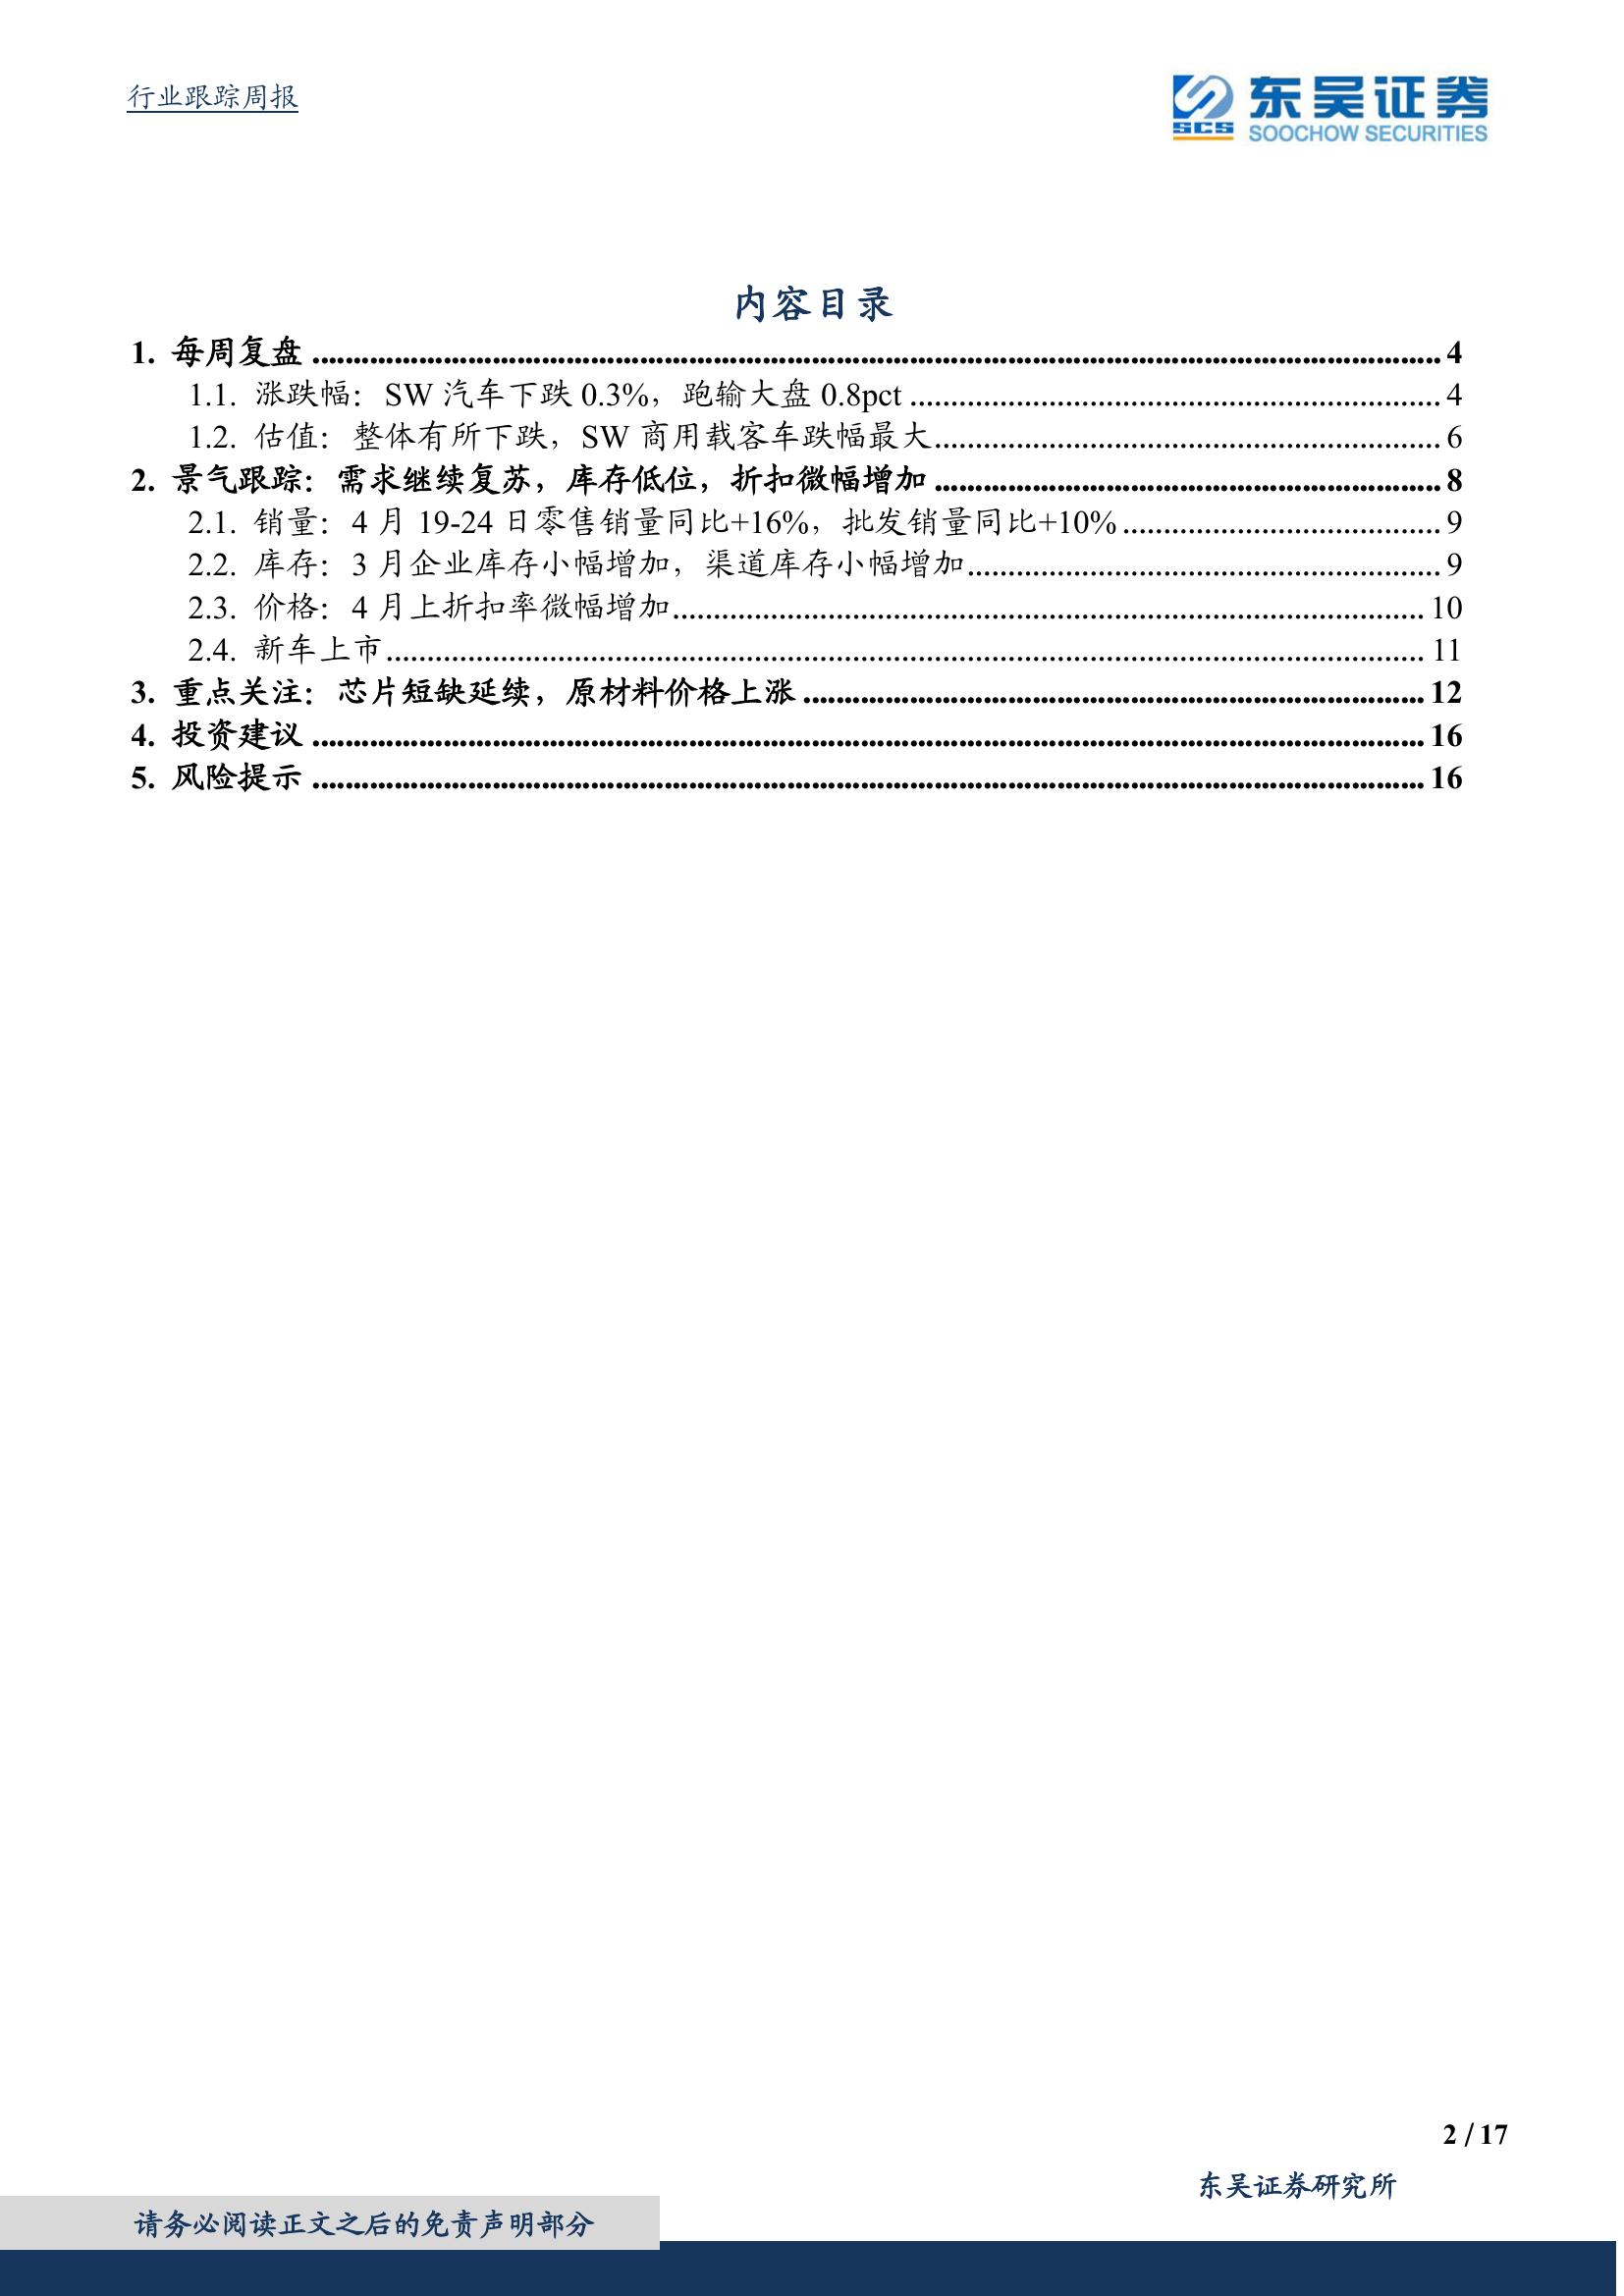 行业跟踪周报
东吴证券
SCS
SOOCHOW SECURITIES
内容目录
1. 每周复盘 ........ 4
1.1. 涨跌幅：SW 汽车下跌 0.3%，跑输大盘 0.8pct ........ 4
1.2. 估值：整体有所下跌，SW 商用载客车跌幅最大 ........ 6
2. 景气跟踪：需求继续复苏，库存低位，折扣微幅增加 ........ 8
2.1. 销量：4 月 19-24 日零售销量同比+16%，批发销量同比+10% ........ 9
2.2. 库存：3 月企业库存小幅增加，渠道库存小幅增加 ........ 9
2.3. 价格：4 月上折扣率微幅增加 ........ 10
2.4. 新车上市 ........ 11
3. 重点关注：芯片短缺延续，原材料价格上涨 ........ 12
4. 投资建议 ........ 16
5. 风险提示 ........ 16
2 / 17
东吴证券研究所
请务必阅读正文之后的免责声明部分